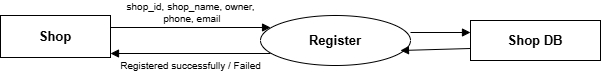 shop_id, shop_name, owner,
phone, email
Shop
Register
Shop DB
Registered successfully / Failed